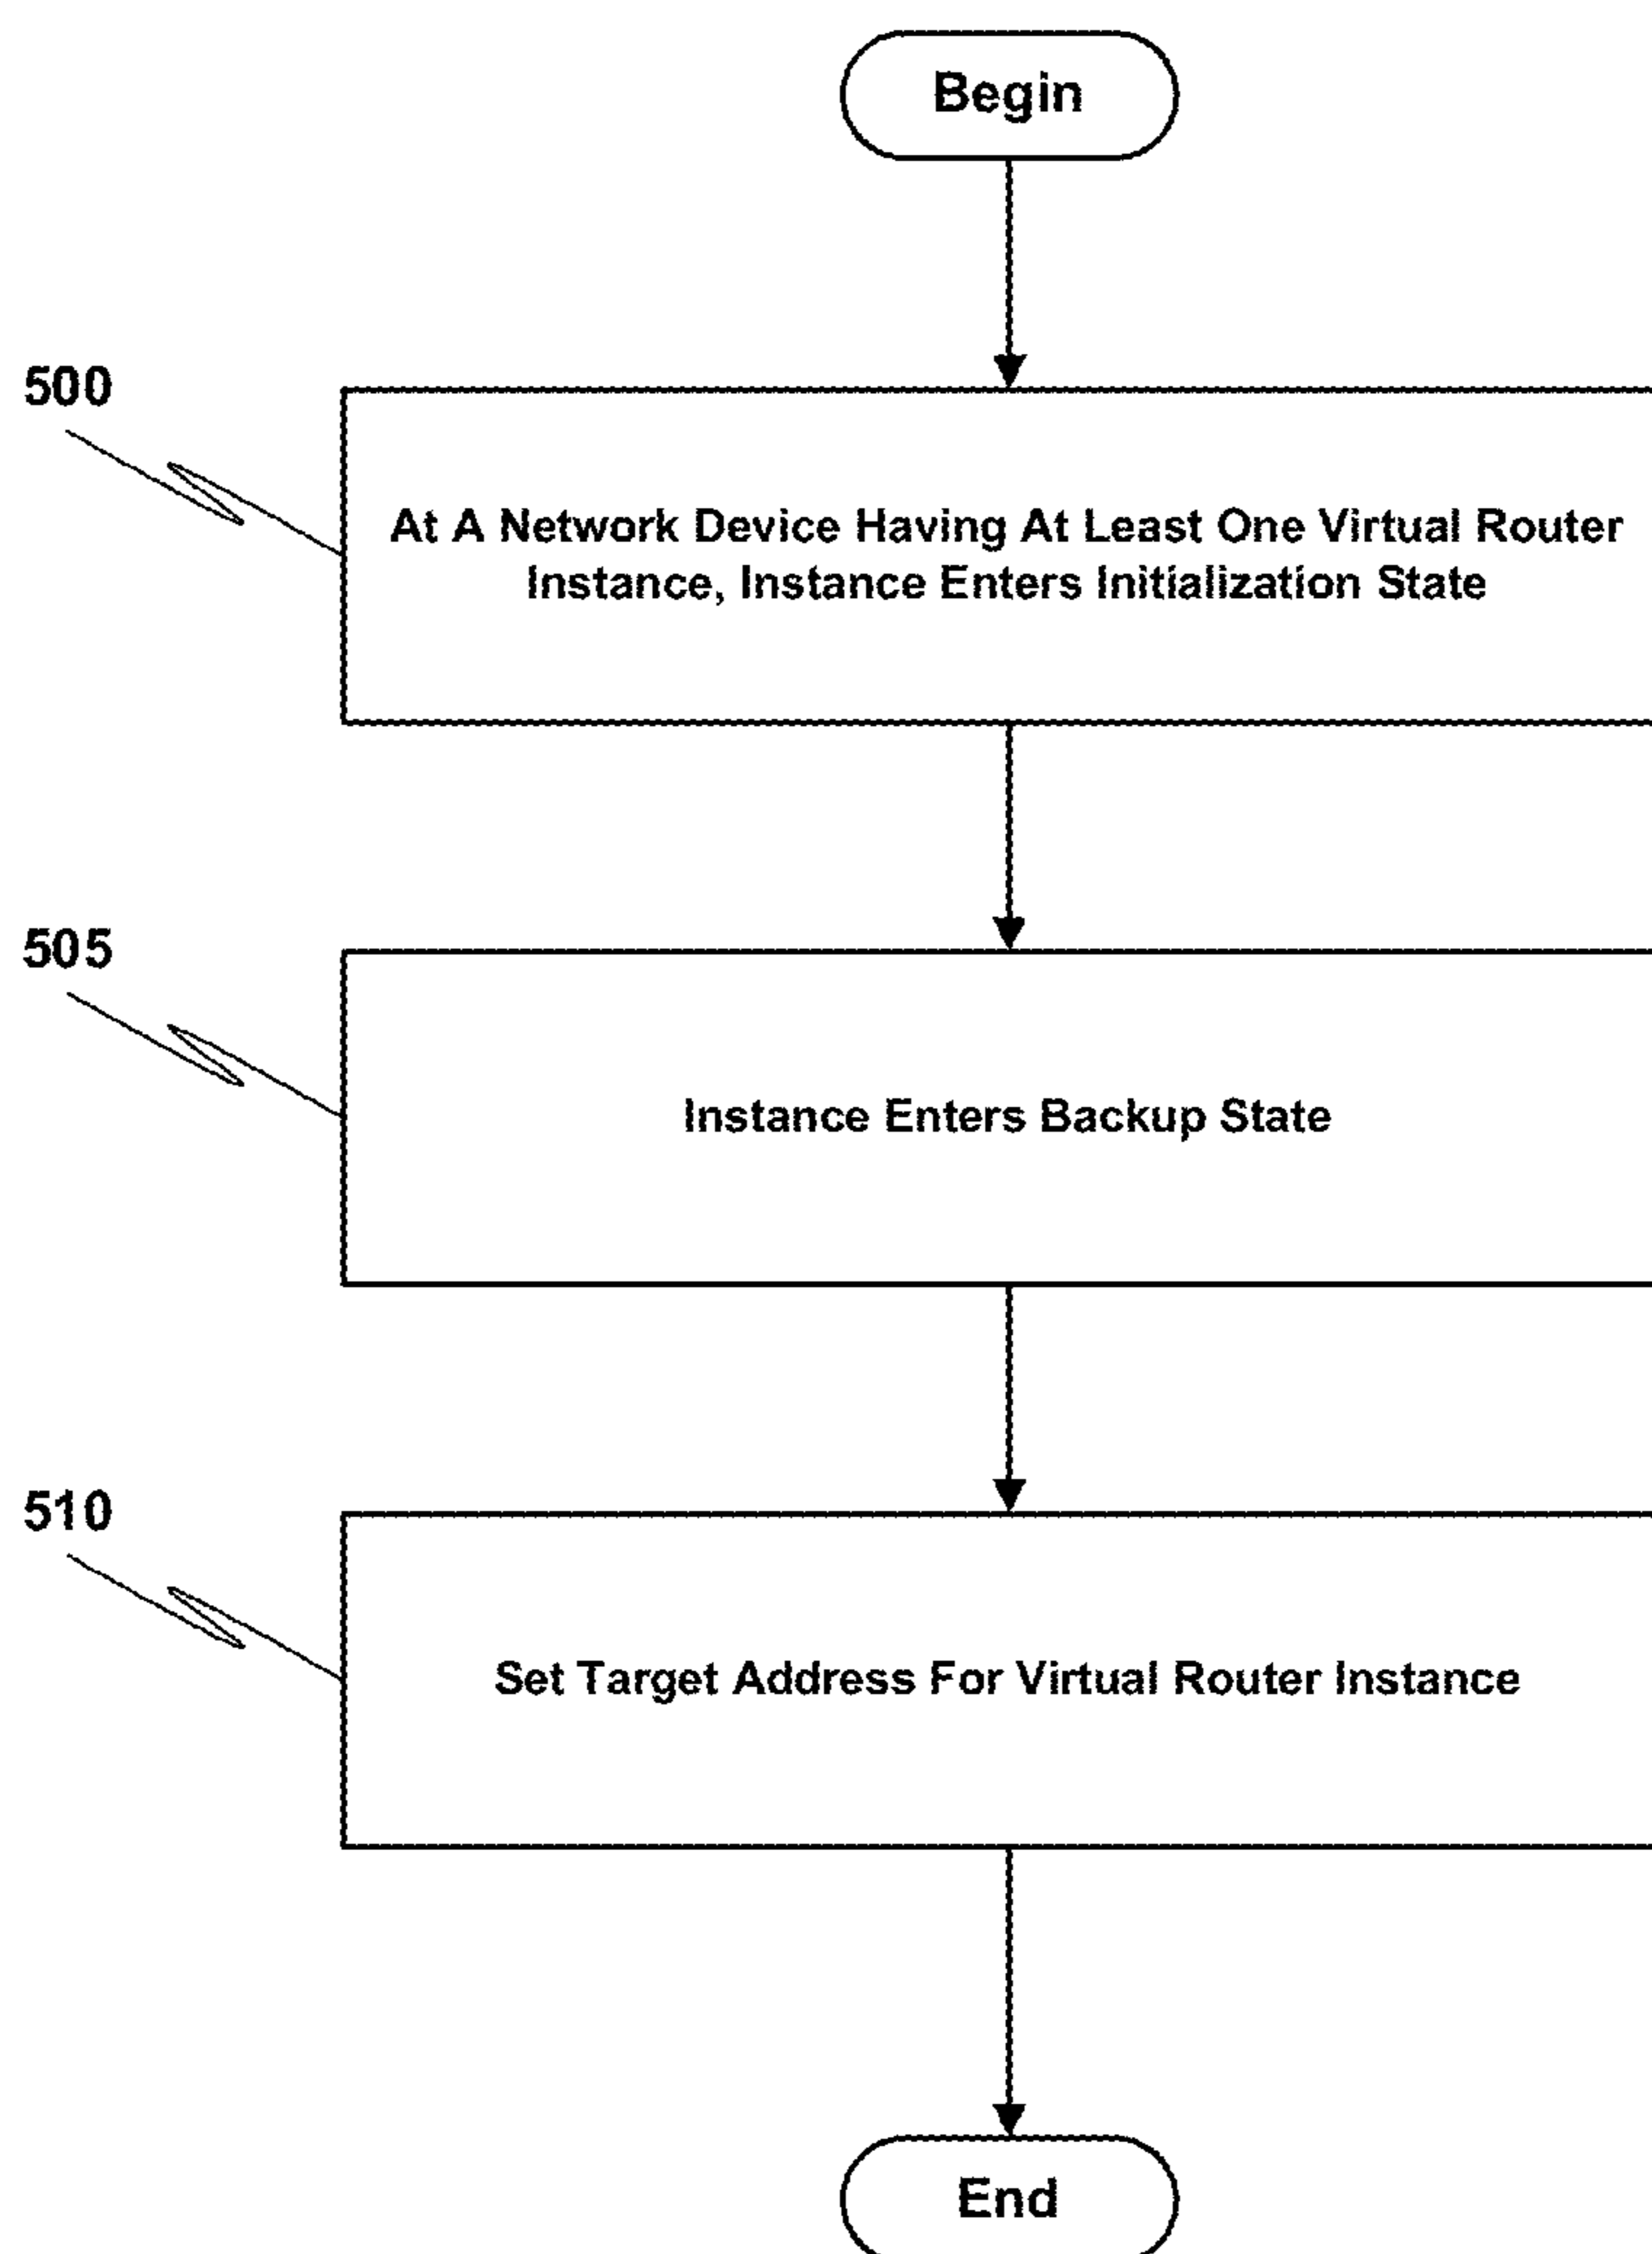 Begin
500
At A Network Device Having At Least One Virtual Router
Instance, Instance Enters Initialization State
505
Instance Enters Backup State
510
Set Target Address For Virtual Router Instance
End